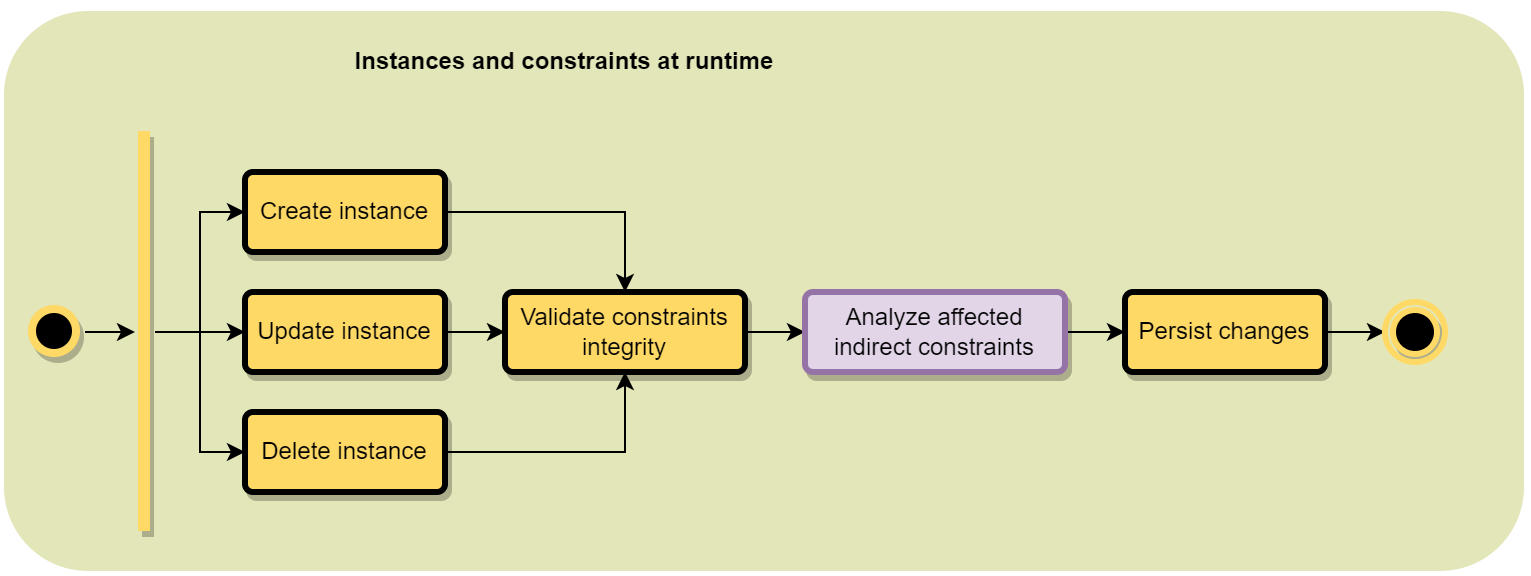 Instances and constraints at runtime
Create instance
Update instance
Delete instance
Validate constraints
integrity
Analyze affected
indirect constraints
Persist changes